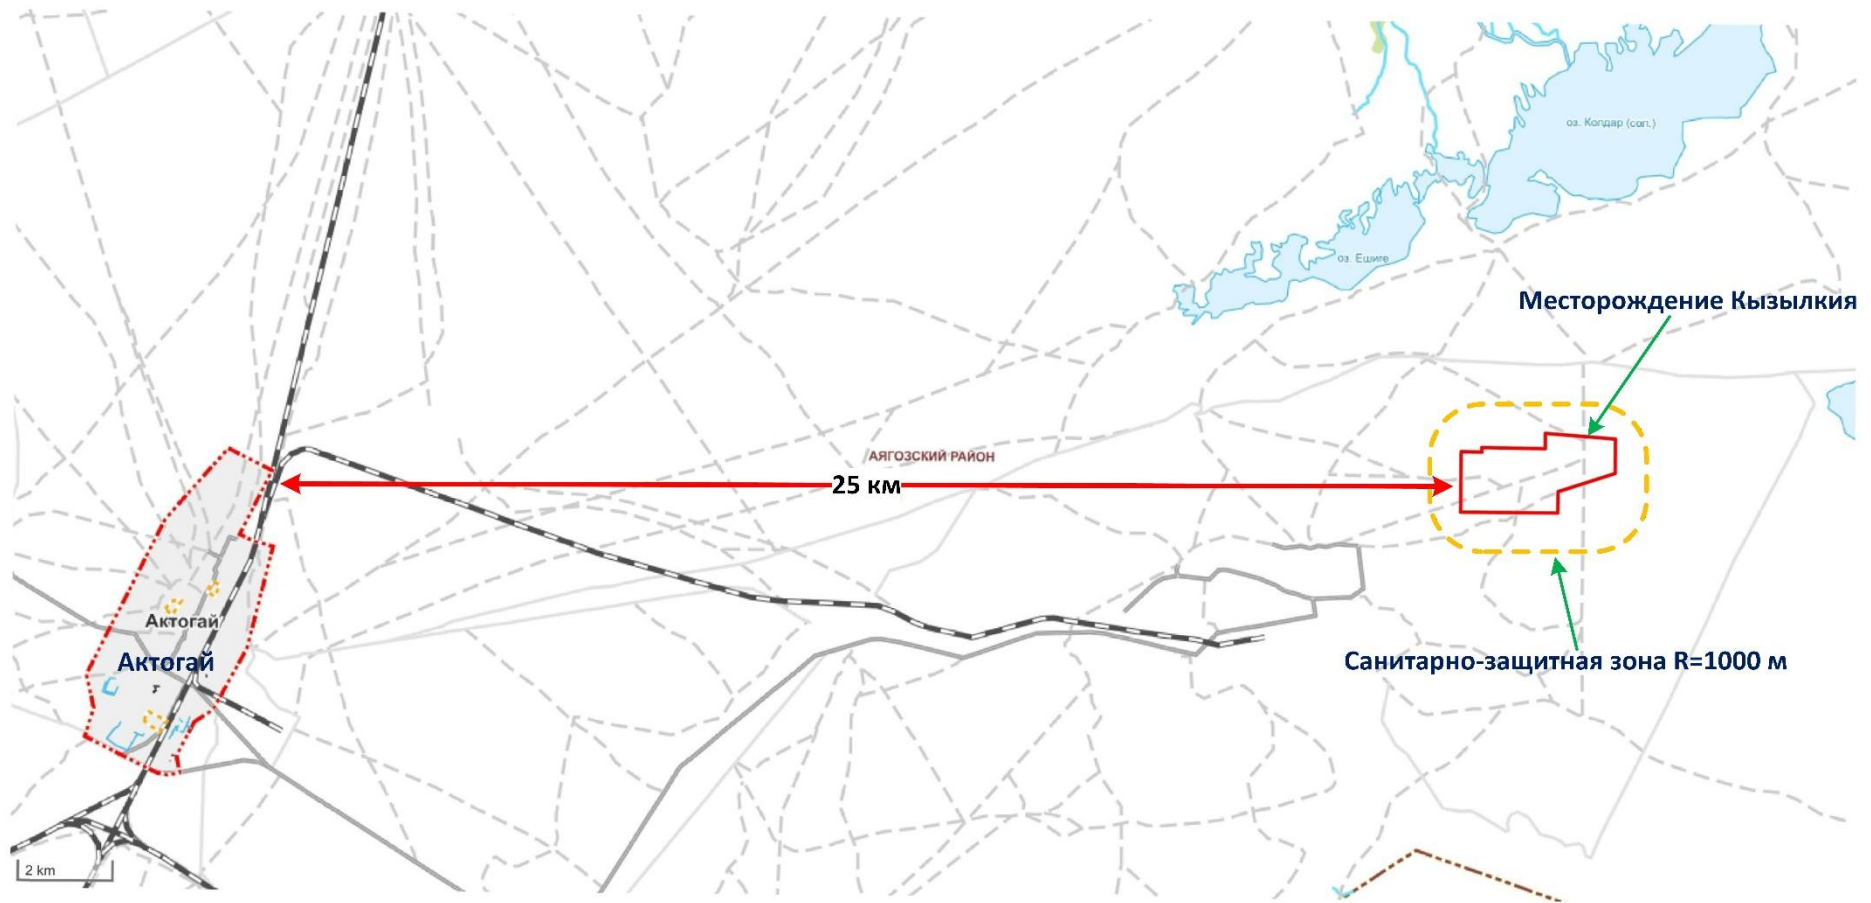 оз. Колдар (сол.)
оз. Ешиге
Месторождение Кызылкия
АЯГОЗСКИЙ РАЙОН
25 км
Актогай
Актогай
Санитарно-защитная зона R=1000 м
2 km